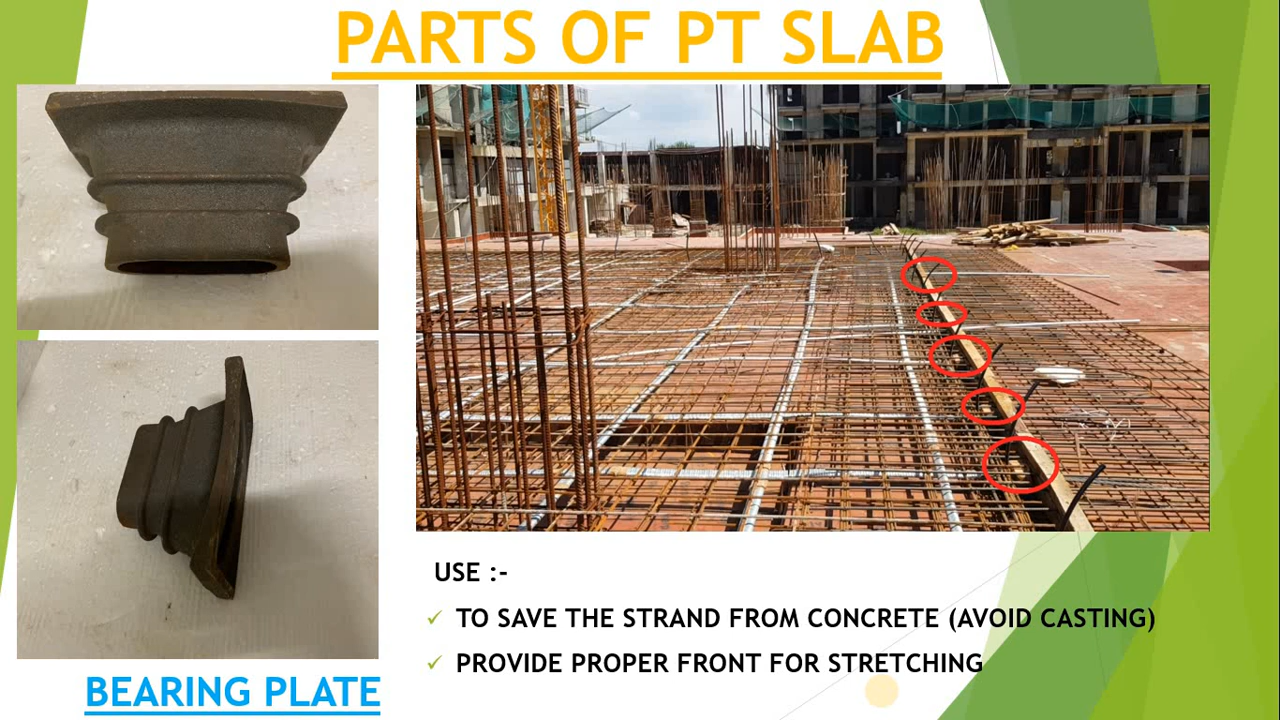 PARTS OF PT SLAB
USE :-
TO SAVE THE STRAND FROM CONCRETE (AVOID CASTING)
PROVIDE PROPER FRONT FOR STRETCHING
BEARING PLATE